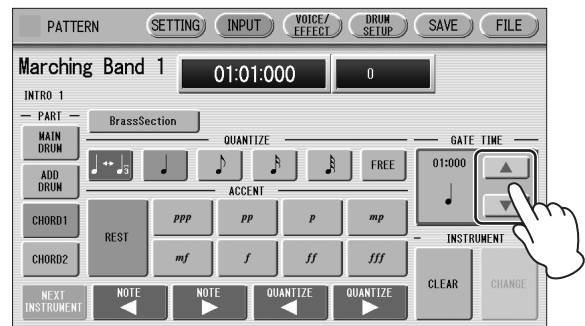 PATTERN SETTING INPUT VOICE/ EFFECT DRUM SETUP SAVE FILE
Marching Band 1 01:01:000 0
INTRO 1
PART
BrassSection
QUANTIZE
GATE TIME
MAIN DRUM
3 FREE
01:000
ADD DRUM
ACCENT
CHORD1
REST
ppp pp p mp
INSTRUMENT
CHORD2
mf f ff fff
CLEAR
CHANGE
NEXT INSTRUMENT
NOTE NOTE QUANTIZE QUANTIZE